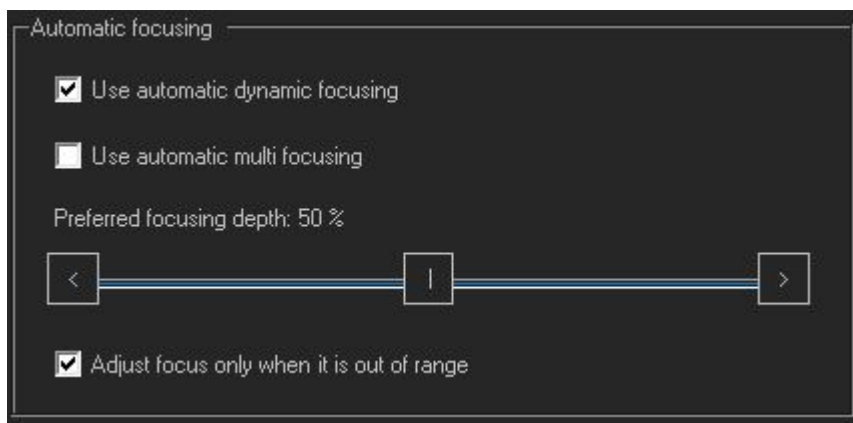 Automatic focusing
Use automatic dynamic focusing
Use automatic multi focusing
Preferred focusing depth: 50 %
< | >
Adjust focus only when it is out of range